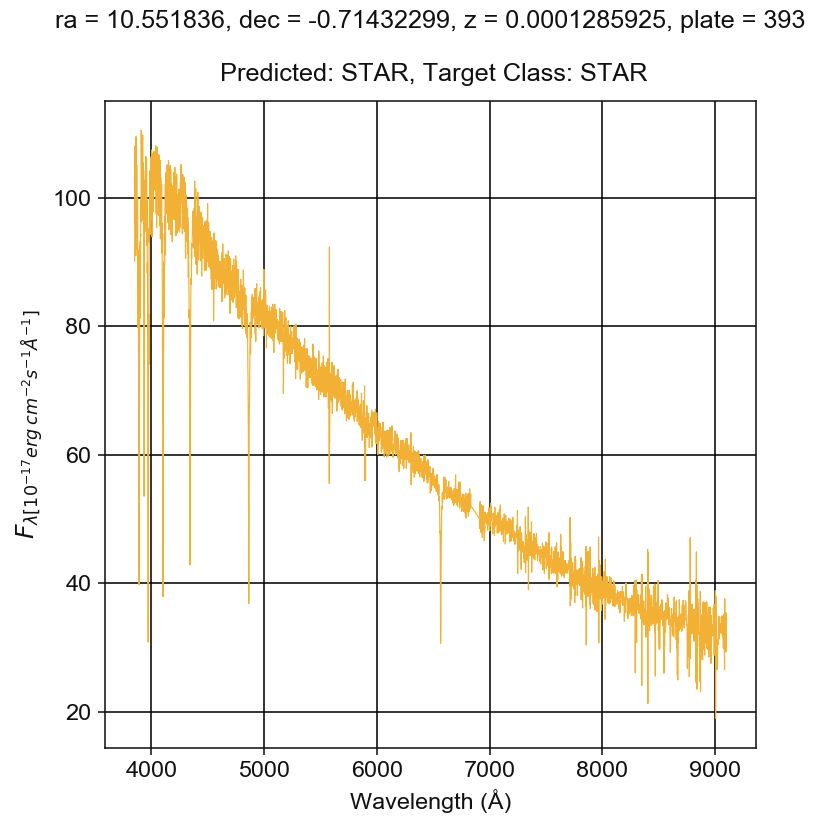 ra = 10.551836, dec = -0.71432299, z = 0.0001285925, plate = 393
Predicted: STAR, Target Class: STAR
100
80
60
40
20
F_λ[10^{-17} erg cm^{-2} s^{-1} Å^{-1}]
4000 5000 6000 7000 8000 9000
Wavelength (Å)